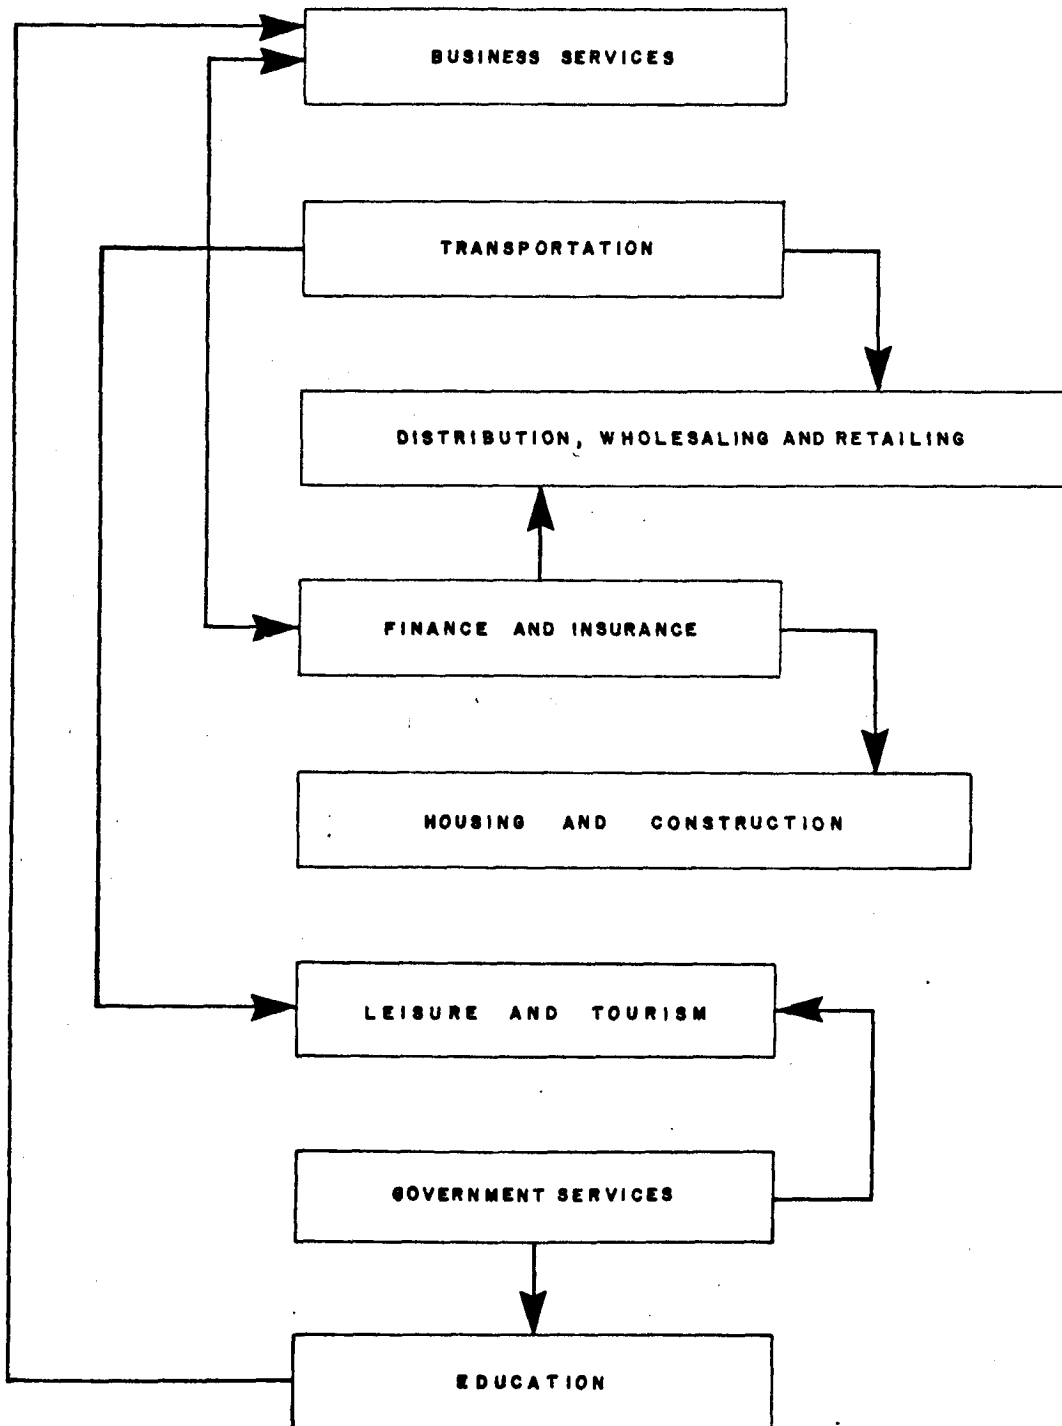 BUSINESS SERVICES
TRANSPORTATION
DISTRIBUTION, WHOLESALING AND RETAILING
FINANCE AND INSURANCE
HOUSING AND CONSTRUCTION
LEISURE AND TOURISM
GOVERNMENT SERVICES
EDUCATION